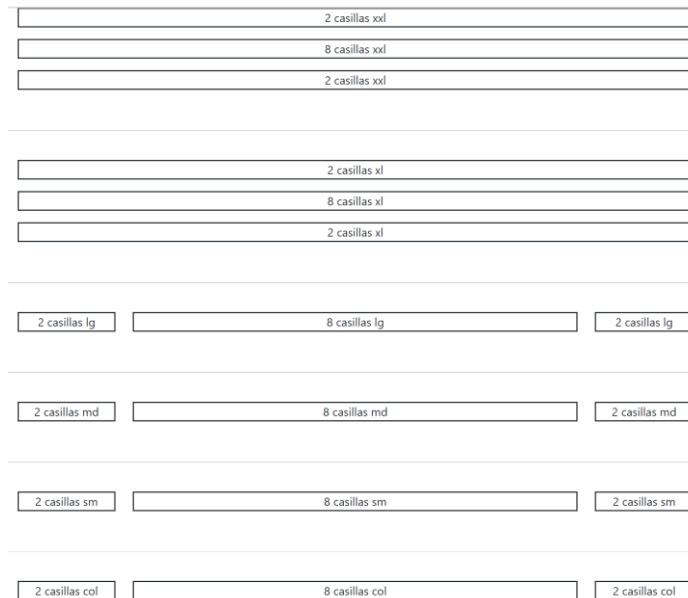 2 casillas xxl
8 casillas xxl
2 casillas xxl
2 casillas xl
8 casillas xl
2 casillas xl
2 casillas lg 8 casillas lg 2 casillas lg
2 casillas md 8 casillas md 2 casillas md
2 casillas sm 8 casillas sm 2 casillas sm
2 casillas col 8 casillas col 2 casillas col